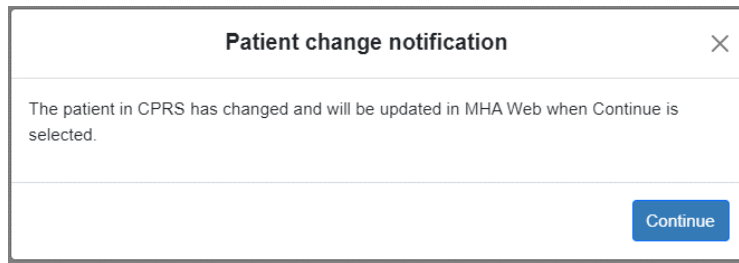 Patient change notification
The patient in CPRS has changed and will be updated in MHA Web when Continue is
selected.
Continue